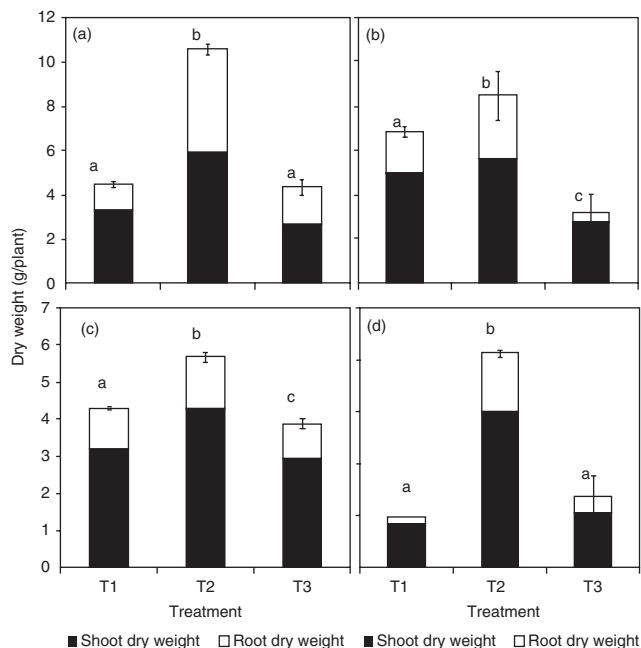 Dry weight (g/plant)
(a)
12
10
8
6
4
2
0
a
b
a
(b)
a
b
c
(c)
7
6
5
4
3
2
1
0
a
b
c
(d)
a
b
a
T1 T2 T3
Treatment
T1 T2 T3
Treatment
Shoot dry weight Root dry weight Shoot dry weight Root dry weight